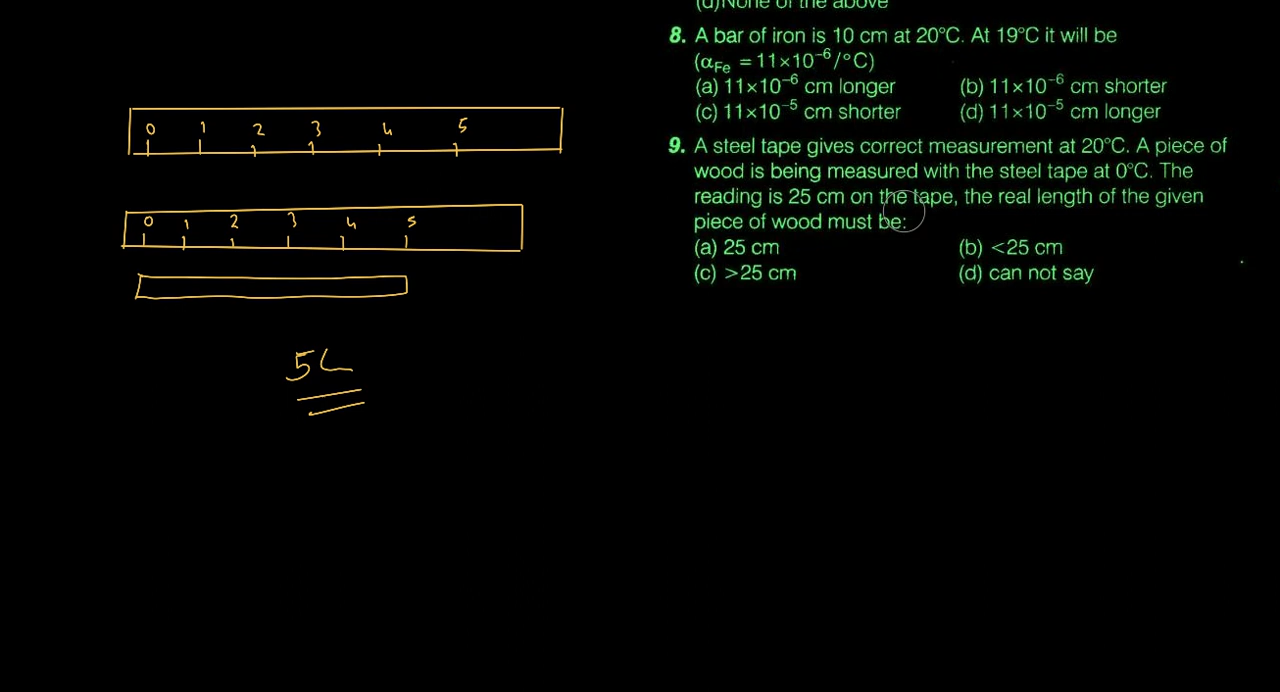 (d)None of the above
8. A bar of iron is 10 cm at 20°C. At 19°C it will be
(αFe = 11×10⁻⁶/°C)
(a) 11×10⁻⁶ cm longer (b) 11×10⁻⁶ cm shorter
(c) 11×10⁻⁵ cm shorter (d) 11×10⁻⁵ cm longer
9. A steel tape gives correct measurement at 20°C. A piece of
wood is being measured with the steel tape at 0°C. The
reading is 25 cm on the tape, the real length of the given
piece of wood must be:
(a) 25 cm (b) <25 cm
(c) >25 cm (d) can not say
0 1 2 3 4 5
0 1 2 3 4 5
5